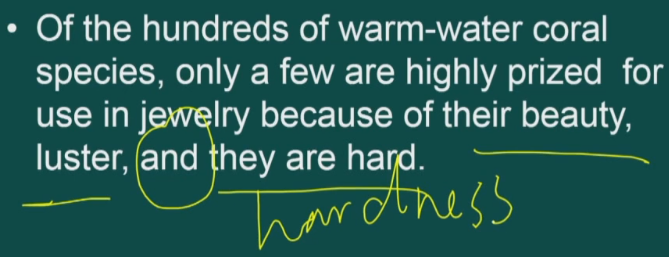 • Of the hundreds of warm-water coral
species, only a few are highly prized for
use in jewelry because of their beauty,
luster, and they are hard.
hardness